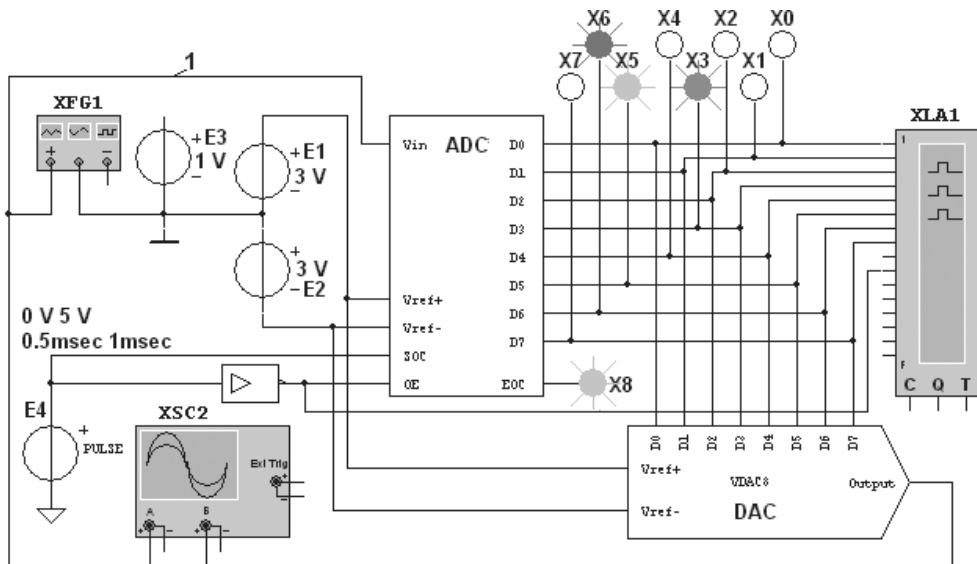 X6 X4 X2 X0
X7 X5 X3 X1
1
XFG1
+ −
+ E3
1 V
−
+ E1
3 V
−
+
3 V
− E2
Vin ADC D0
D1
D2
D3
D4
D5
D6
D7
Vref+
Vref-
SOC
OE EOC
X8
XLA1
1
F
C Q T
0 V 5 V
0.5msec 1msec
E4
+
PULSE
XSC2
Ext Trig
+
−
A B
+ − + −
D0 D1 D2 D3 D4 D5 D6 D7
Vref+
VDAC8 Output
Vref-
DAC